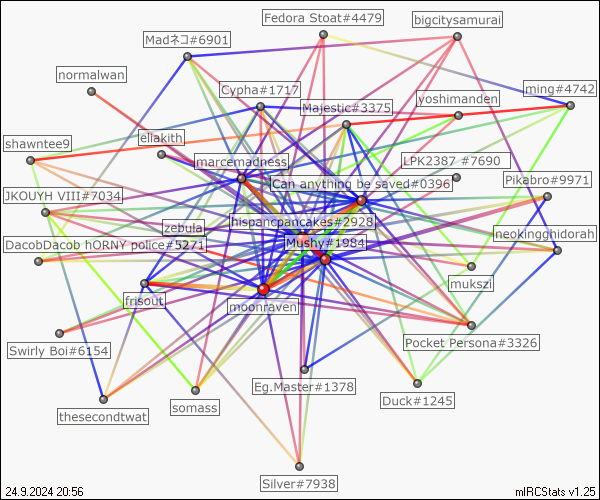 Fedora Stoat#4479
bigcitysamurai
Madネコ#6901
normalwan
Cypha#1717
yoshimanden
ming#4742
Majestic#3375
shawntee9
eliakith
marcemadness
LPK2387 -#7690
Can anything be saved#0396
Pikabro#9971
JKOUYH VIII#7034
zebula
hispancpancakes#2928
neokingghidorah
DacobDacob hORNY police#5271
Mushy#1984
mukszi
frisout
moonraven
Swirly Boi#6154
Pocket Persona#3326
Eg.Master#1378
Duck#1245
thesecondtwat
somass
Silver#7938
24.9.2024 20:56
mIRCStats v1.25